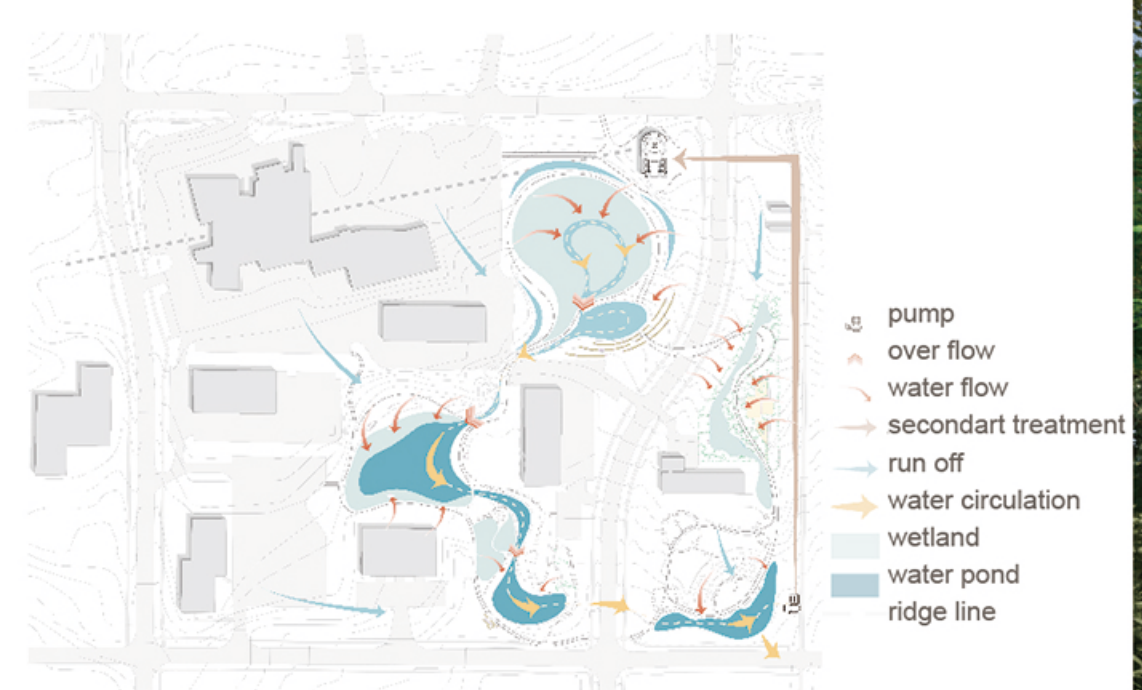 pump
over flow
water flow
secondart treatment
run off
water circulation
wetland
water pond
ridge line